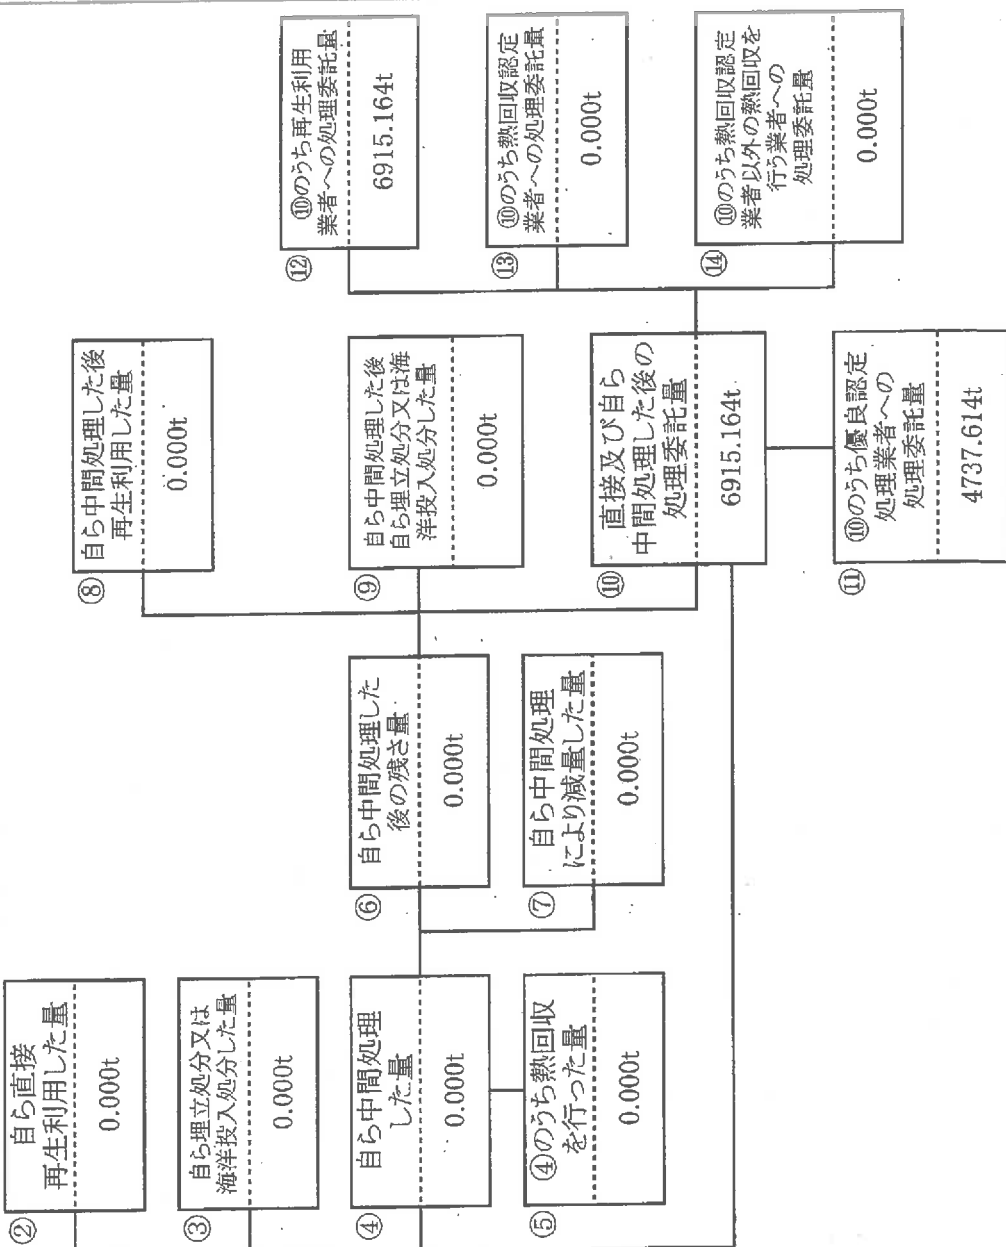 ②
自ら直接
再生利用した量
0.000t
③
自ら埋立処分又は
海洋投入処分した量
0.000t
④
自ら中間処理
した量
0.000t
⑤
④のうち熱回収
を行った量
0.000t
⑥
自ら中間処理した
後の残さ量
0.000t
⑦
自ら中間処理
により減量した量
0.000t
⑧
自ら中間処理した後
再生利用した量
0.000t
⑨
自ら中間処理した後
自ら埋立処分又は海
洋投入処分した量
0.000t
⑩
直接及び自ら
中間処理した後の
処理委託量
6915.164t
⑪
⑩のうち優良認定
処理業者への
処理委託量
4737.614t
⑫
⑩のうち再生利用
業者への処理委託量
6915.164t
⑬
⑩のうち熱回収認定
業者への処理委託量
0.000t
⑭
⑩のうち熱回収認定
業者以外の熱回収を
行う業者への
処理委託量
0.000t